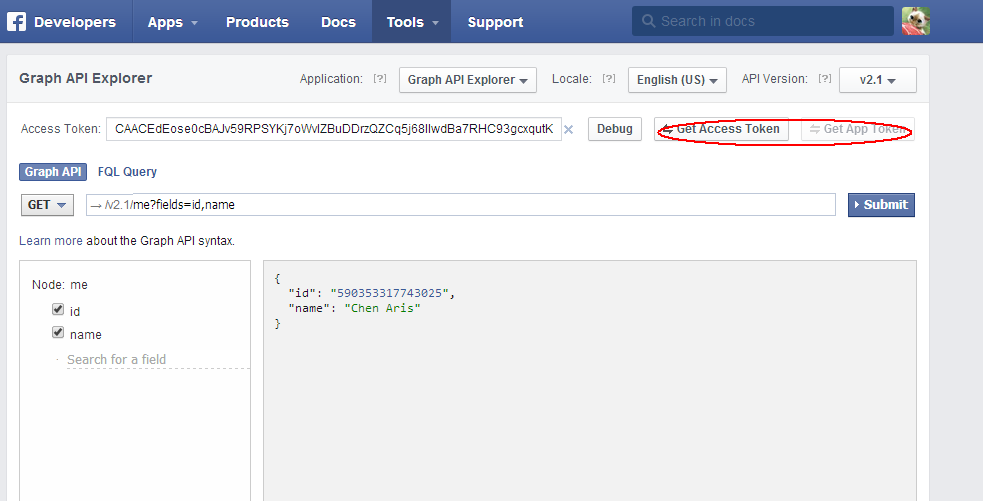 Developers Apps Products Docs Tools Support Search in docs
Graph API Explorer Application: [?] Graph API Explorer Locale: [?] English (US) API Version: [?] v2.1
Access Token: CAACEdEose0cBAJv59RPSYKj7oWvlZBuDDrzQZCq5j68IlwdBa7RHC93gcxqutK × Debug Get Access Token Get App Token
Graph API FQL Query
GET → /v2.1/me?fields=id,name Submit
Learn more about the Graph API syntax.
Node: me
id
name
Search for a field
{
"id": "590353317743025",
"name": "Chen Aris"
}